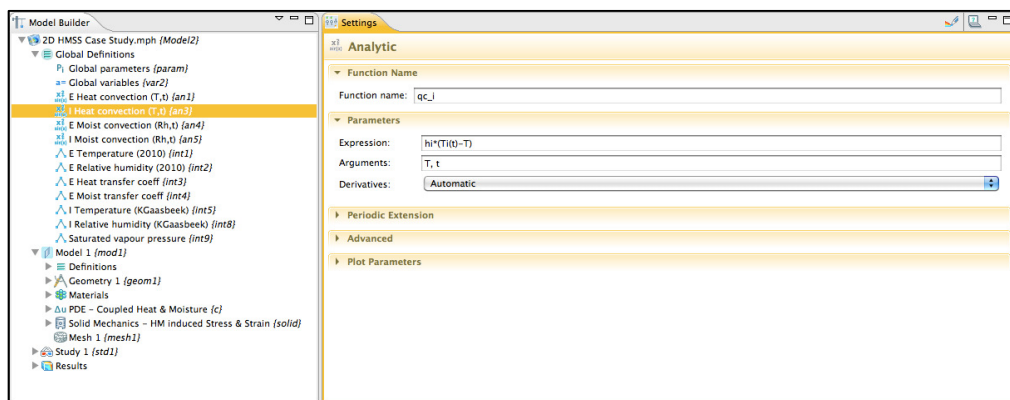 Model Builder
2D HMSS Case Study.mph {Model2}
Global Definitions
Pi Global parameters {param}
a= Global variables {var2}
E Heat convection (T,t) {an1}
I Heat convection (T,t) {an3}
E Moist convection (Rh,t) {an4}
I Moist convection (Rh,t) {an5}
E Temperature (2010) {int1}
E Relative humidity (2010) {int2}
E Heat transfer coeff {int3}
E Moist transfer coeff {int4}
I Temperature (KGaasbeek) {int5}
I Relative humidity (KGaasbeek) {int8}
Saturated vapour pressure {int9}
Model 1 {mod1}
Definitions
Geometry 1 {geom1}
Materials
Δu PDE - Coupled Heat & Moisture {c}
Solid Mechanics - HM induced Stress & Strain {solid}
Mesh 1 {mesh1}
Study 1 {std1}
Results
Settings
Analytic
Function Name
Function name: qc_i
Parameters
Expression: hi*(Ti(t)-T)
Arguments: T, t
Derivatives: Automatic
Periodic Extension
Advanced
Plot Parameters